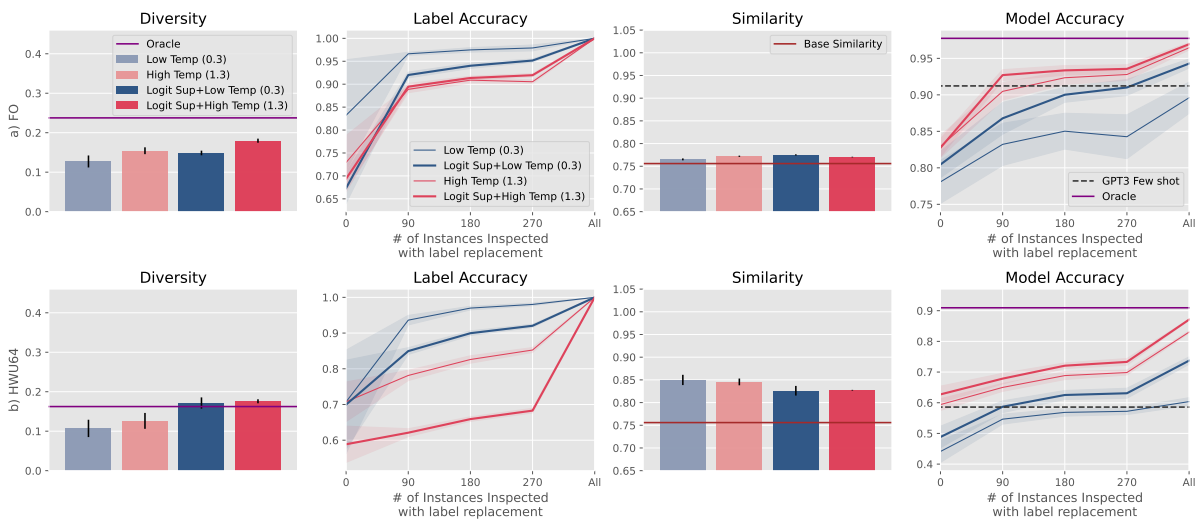 Diversity
Label Accuracy
Similarity
Model Accuracy
a) FO
0.4
0.3
0.2
0.1
0.0
Oracle
Low Temp (0.3)
High Temp (1.3)
Logit Sup+Low Temp (0.3)
Logit Sup+High Temp (1.3)
1.00
0.95
0.90
0.85
0.80
0.75
0.70
0.65
Low Temp (0.3)
Logit Sup+Low Temp (0.3)
High Temp (1.3)
Logit Sup+High Temp (1.3)
0 90 180 270 All
# of Instances Inspected
with label replacement
1.05
1.00
0.95
0.90
0.85
0.80
0.75
0.70
0.65
Base Similarity
0.95
0.90
0.85
0.80
0.75
GPT3 Few shot
Oracle
0 90 180 270 All
# of Instances Inspected
with label replacement
Diversity
Label Accuracy
Similarity
Model Accuracy
b) HWU64
0.4
0.3
0.2
0.1
0.0
1.0
0.9
0.8
0.7
0.6
0 90 180 270 All
# of Instances Inspected
with label replacement
1.05
1.00
0.95
0.90
0.85
0.80
0.75
0.70
0.65
0.9
0.8
0.7
0.6
0.5
0.4
0 90 180 270 All
# of Instances Inspected
with label replacement